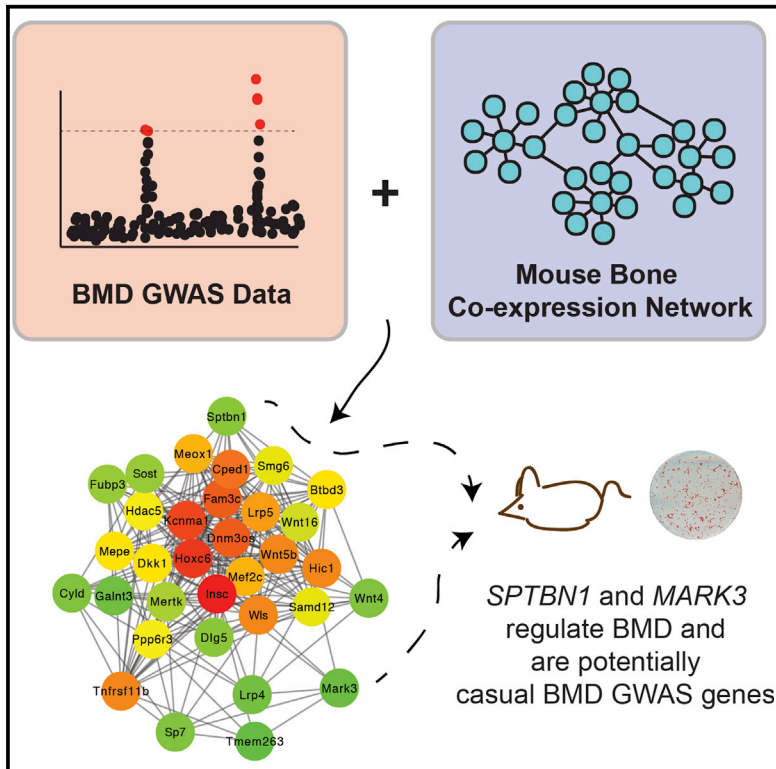 BMD GWAS Data
+
Mouse Bone
Co-expression Network
Sptbn1
Meox1
Cped1
Smg6
Sost
Fubp3
Fam3c
Btbd3
Hdac5
Lrp5
Kcnma1
Wnt16
Dnm3os
Mepe
Dkk1
Hoxc6
Wnt5b
Hic1
Mef2c
Cyld
Galnt3
Mertk
Insc
Samd12
Wnt4
Wls
Ppp6r3
Dlg5
Tnfrsf11b
Lrp4
Mark3
Sp7
Tmem263
SPTBN1 and MARK3
regulate BMD and
are potentially
casual BMD GWAS genes